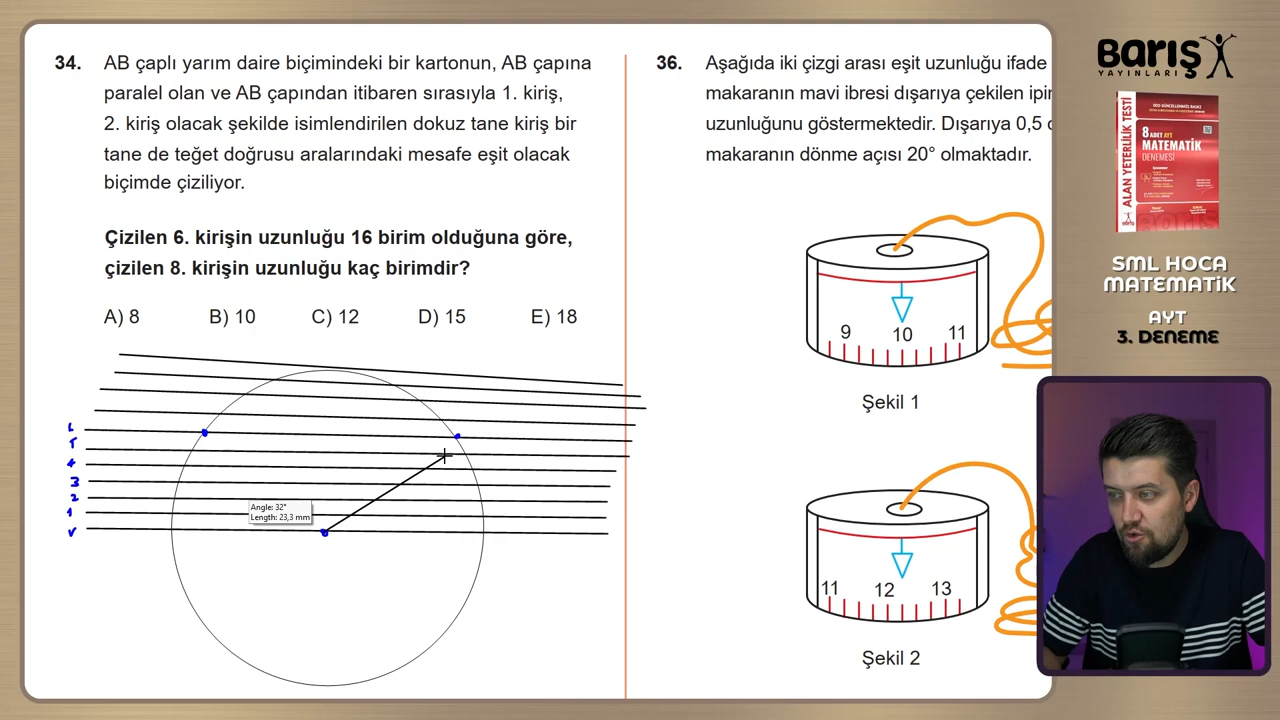 34. AB çaplı yarım daire biçimindeki bir kartonun, AB çapına
paralel olan ve AB çapından itibaren sırasıyla 1. kiriş,
2. kiriş olacak şekilde isimlendirilen dokuz tane kiriş bir
tane de teğet doğrusu aralarındaki mesafe eşit olacak
biçimde çiziliyor.
Çizilen 6. kirişin uzunluğu 16 birim olduğuna göre,
çizilen 8. kirişin uzunluğu kaç birimdir?
A) 8 B) 10 C) 12 D) 15 E) 18
4
3
2
1
Angle: 32°
Length: 23,3 mm
36. Aşağıda iki çizgi arası eşit uzunluğu ifade
makaranın mavi ibresi dışarıya çekilen ipin
uzunluğunu göstermektedir. Dışarıya 0,5 c
makaranın dönme açısı 20° olmaktadır.
9 10 11
Şekil 1
11 12 13
Şekil 2
BARIŞ
YAYINLARI
ALAN YETERLİLİK TESTİ
8 ADET AYT
MATEMATİK
DENEMESİ
SML HOCA
MATEMATİK
AYT
3. DENEME